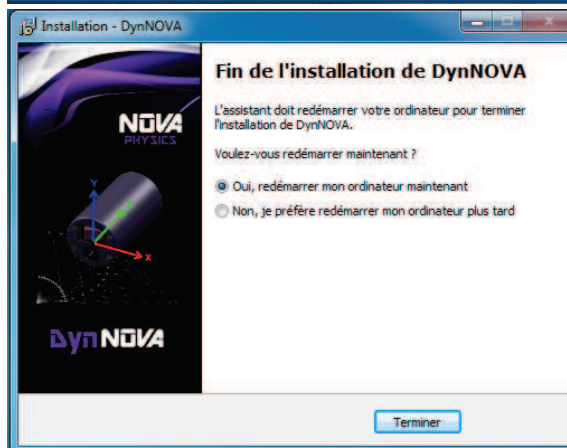 Installation - DynNOVA
Fin de l'installation de DynNOVA
L'assistant doit redémarrer votre ordinateur pour terminer
l'installation de DynNOVA.
Voulez-vous redémarrer maintenant ?
Oui, redémarrer mon ordinateur maintenant
Non, je préfère redémarrer mon ordinateur plus tard
NOVA
PHYSICS
Y
X
DynNOVA
Terminer